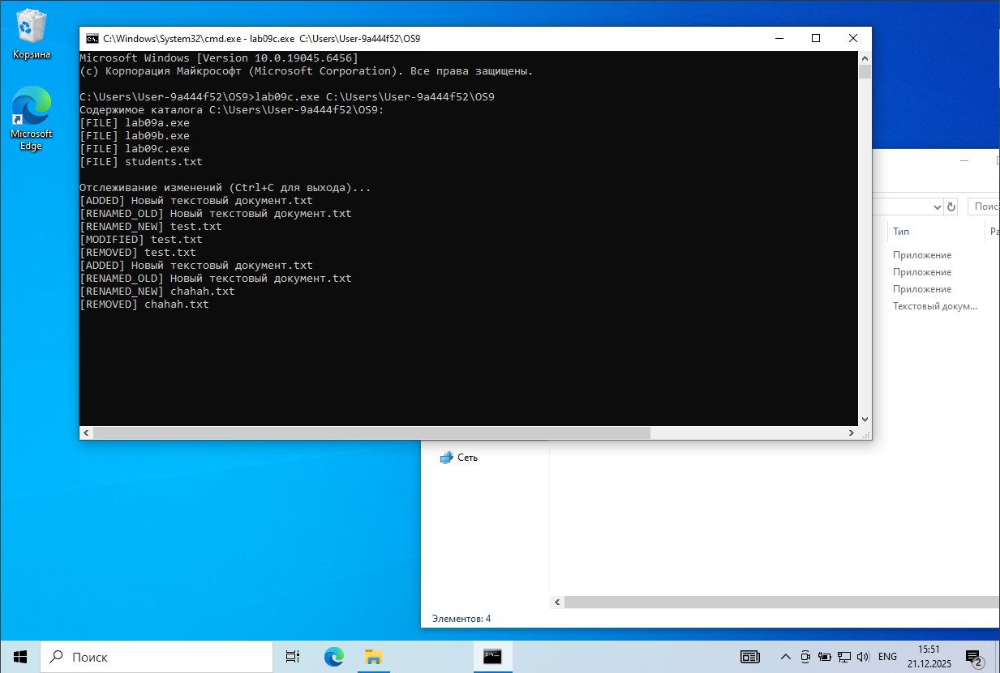 Корзина
Microsoft
Edge
C:\Windows\System32\cmd.exe - lab09c.exe  C:\Users\User-9a444f52\OS9
Microsoft Windows [Version 10.0.19045.6456]
(c) Корпорация Майкрософт (Microsoft Corporation). Все права защищены.
C:\Users\User-9a444f52\OS9>lab09c.exe C:\Users\User-9a444f52\OS9
Содержимое каталога C:\Users\User-9a444f52\OS9:
[FILE] lab09a.exe
[FILE] lab09b.exe
[FILE] lab09c.exe
[FILE] students.txt
Отслеживание изменений (Ctrl+C для выхода)...
[ADDED] Новый текстовый документ.txt
[RENAMED_OLD] Новый текстовый документ.txt
[RENAMED_NEW] test.txt
[MODIFIED] test.txt
[REMOVED] test.txt
[ADDED] Новый текстовый документ.txt
[RENAMED_OLD] Новый текстовый документ.txt
[RENAMED_NEW] chahah.txt
[REMOVED] chahah.txt
Поис
Тип
Ра
Приложение
Приложение
Приложение
Текстовый докум...
Сеть
Элементов: 4
Поиск
ENG
15:51
21.12.2025
2